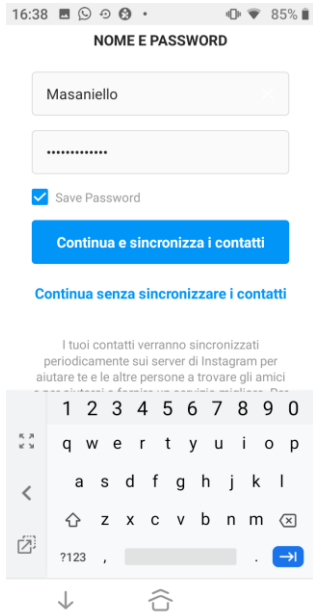 16:38 85%
NOME E PASSWORD
Masaniello
•••••••••••••
Save Password
Continua e sincronizza i contatti
Continua senza sincronizzare i contatti
I tuoi contatti verranno sincronizzati
periodicamente sui server di Instagram per
aiutare te e le altre persone a trovare gli amici
1 2 3 4 5 6 7 8 9 0
q w e r t y u i o p
a s d f g h j k l
z x c v b n m
?123 , .